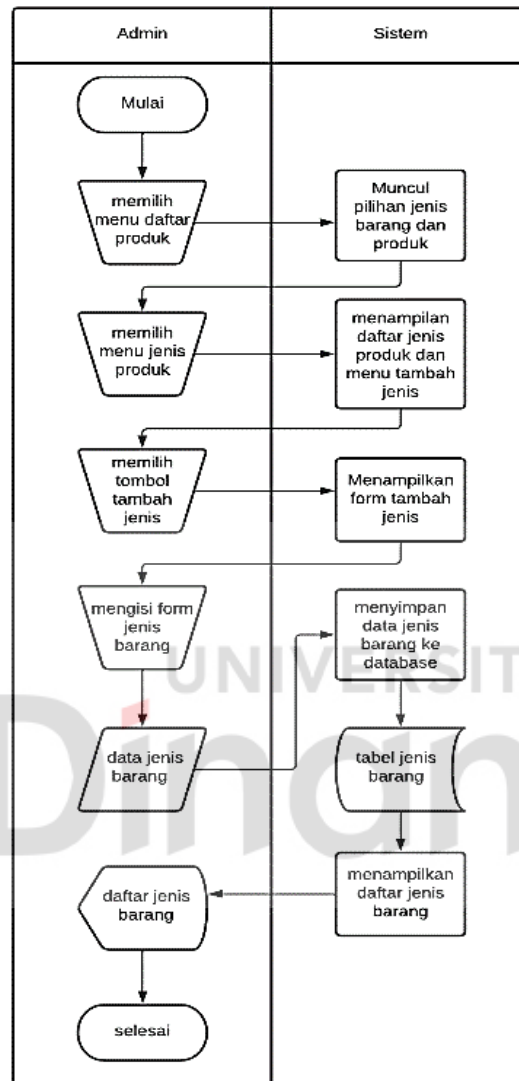 Admin
Sistem
Mulai
memilih
menu daftar
produk
Muncul
pilihan jenis
barang dan
produk
memilih
menu jenis
produk
menampilan
daftar jenis
produk dan
menu tambah
jenis
memilih
tombol
tambah
jenis
Menampilkan
form tambah
jenis
mengisi form
jenis
barang
menyimpan
data jenis
barang ke
database
UNIVERSIT
Dinam
data jenis
barang
tabel jenis
barang
menampilkan
daftar jenis
barang
daftar jenis
barang
selesai